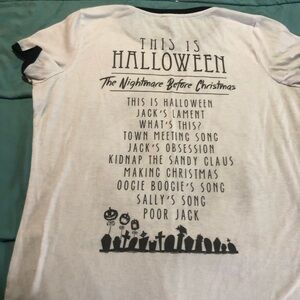 THIS IS
HALLOWEEN
The Nightmare Before Christmas
THIS IS HALLOWEEN
JACK'S LAMENT
WHAT'S THIS?
TOWN MEETING SONG
JACK'S OBSESSION
KIDNAP THE SANDY CLAUS
MAKING CHRISTMAS
OOGIE BOOGIE'S SONG
SALLY'S SONG
POOR JACK